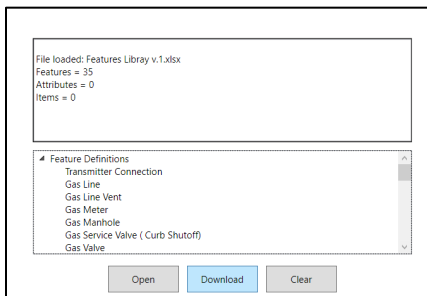 File loaded: Features Libray v.1.xlsx
Features = 35
Attributes = 0
Items = 0
Feature Definitions
Transmitter Connection
Gas Line
Gas Line Vent
Gas Meter
Gas Manhole
Gas Service Valve ( Curb Shutoff)
Gas Valve
Open Download Clear